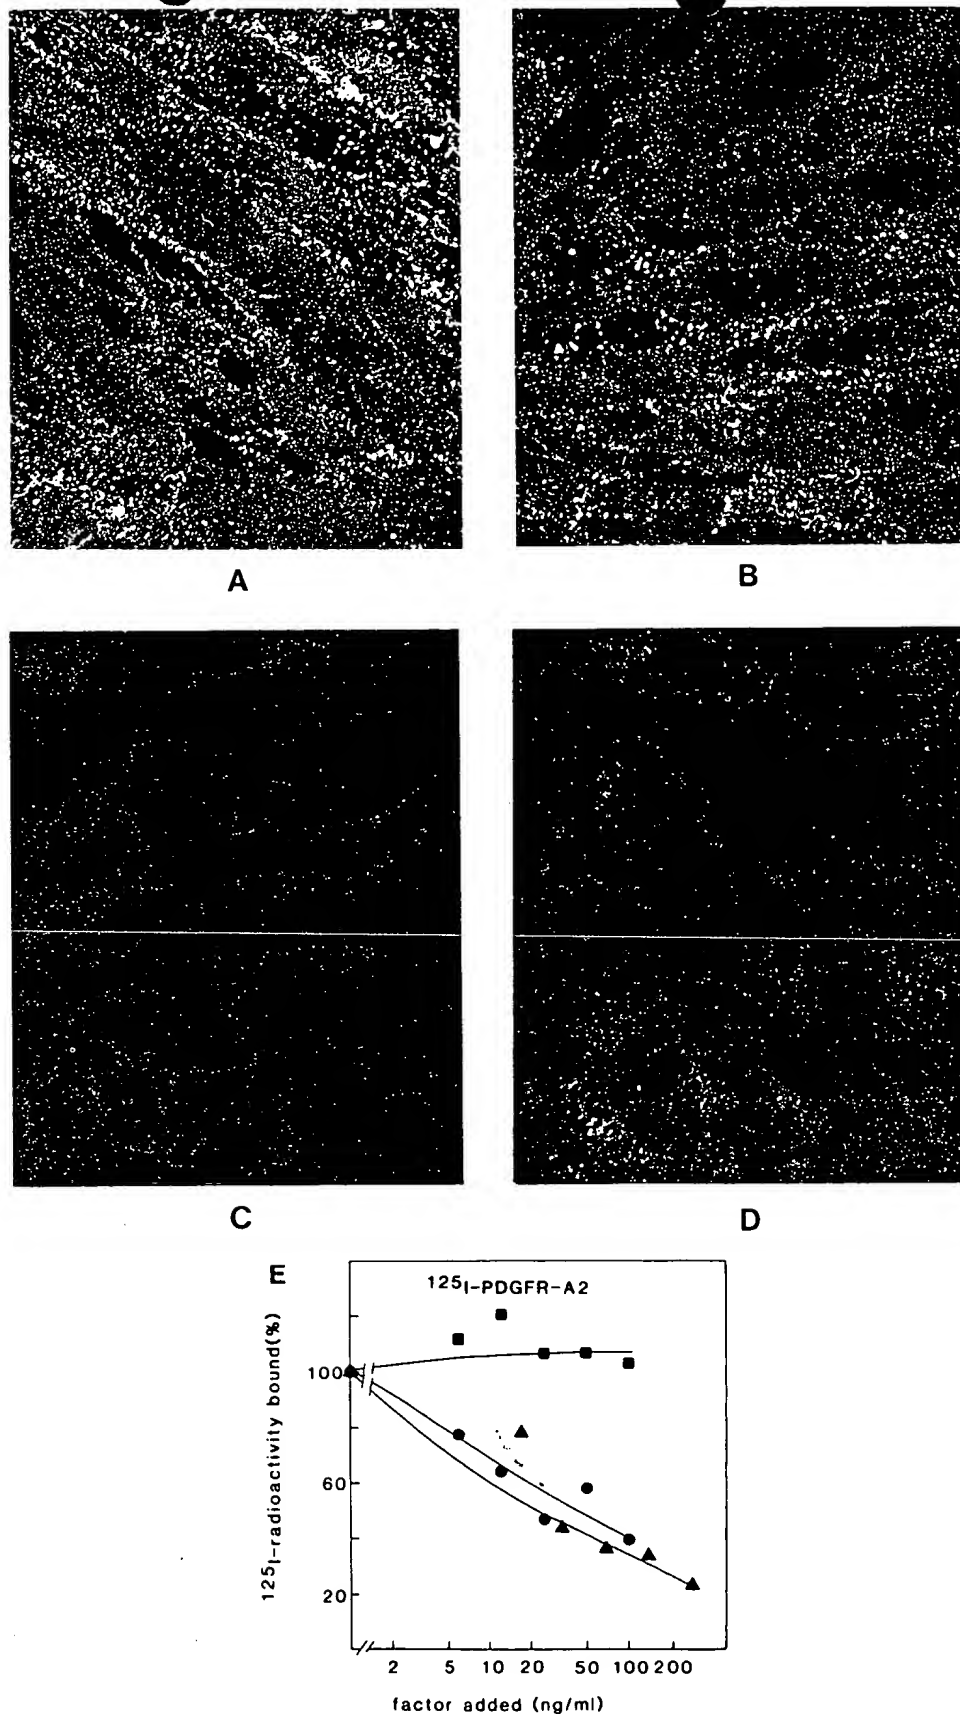 A
B
C
D
E
125I-PDGFR-A2
125I-radioactivity bound(%)
100
60
20
2 5 10 20 50 100 200
factor added (ng/ml)